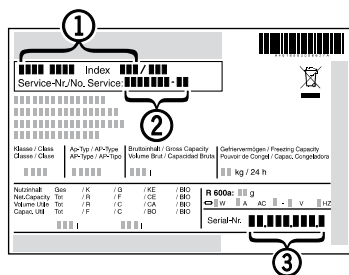 1
Index /
Service-Nr./No. Service: -
2
Klasse / Class
Classe / Clase
Ap-Typ / AP-Type
AP-Type / AP-Tipo
Bruttoinhalt / Gross Capacity
Volume Brut / Capacidad Bruta
Gefriervermögen / Freezing Capacity
Pouvoir de Congel / Capac. Congeladora
l
kg / 24 h
Nutzinhalt Ges / K / G / KE / BIO
Net.Capacity Tot / R / F / CE / BIO
Volume Utile Tot / R / C / CA / BIO
Capac. Util Tot / F / C / BO / BIO
l l
R 600a: g
W A AC - V HZ
Serial-Nr. . . .
3